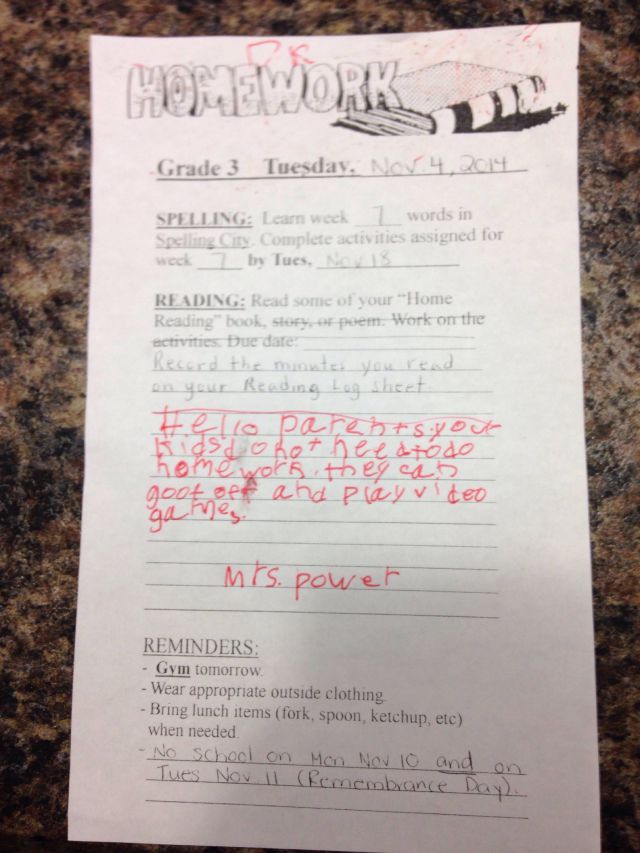 DR
HOMEWORK
Grade 3 Tuesday, Nov. 4, 2014
SPELLING: Learn week 7 words in
Spelling City. Complete activities assigned for
week 7 by Tues, Nov 18
READING: Read some of your “Home
Reading” book, story, or poem. Work on the
activities. Due date:
Record the minutes you read
on your Reading Log sheet.
Hello parents.your
kids'd o not needtodo
homework.they can
goof off and play video
games.
Mrs. power
REMINDERS:
- Gym tomorrow.
- Wear appropriate outside clothing.
- Bring lunch items (fork, spoon, ketchup, etc)
when needed.
- No school on Mon Nov 10 and on
Tues Nov 11 (Remembrance Day).